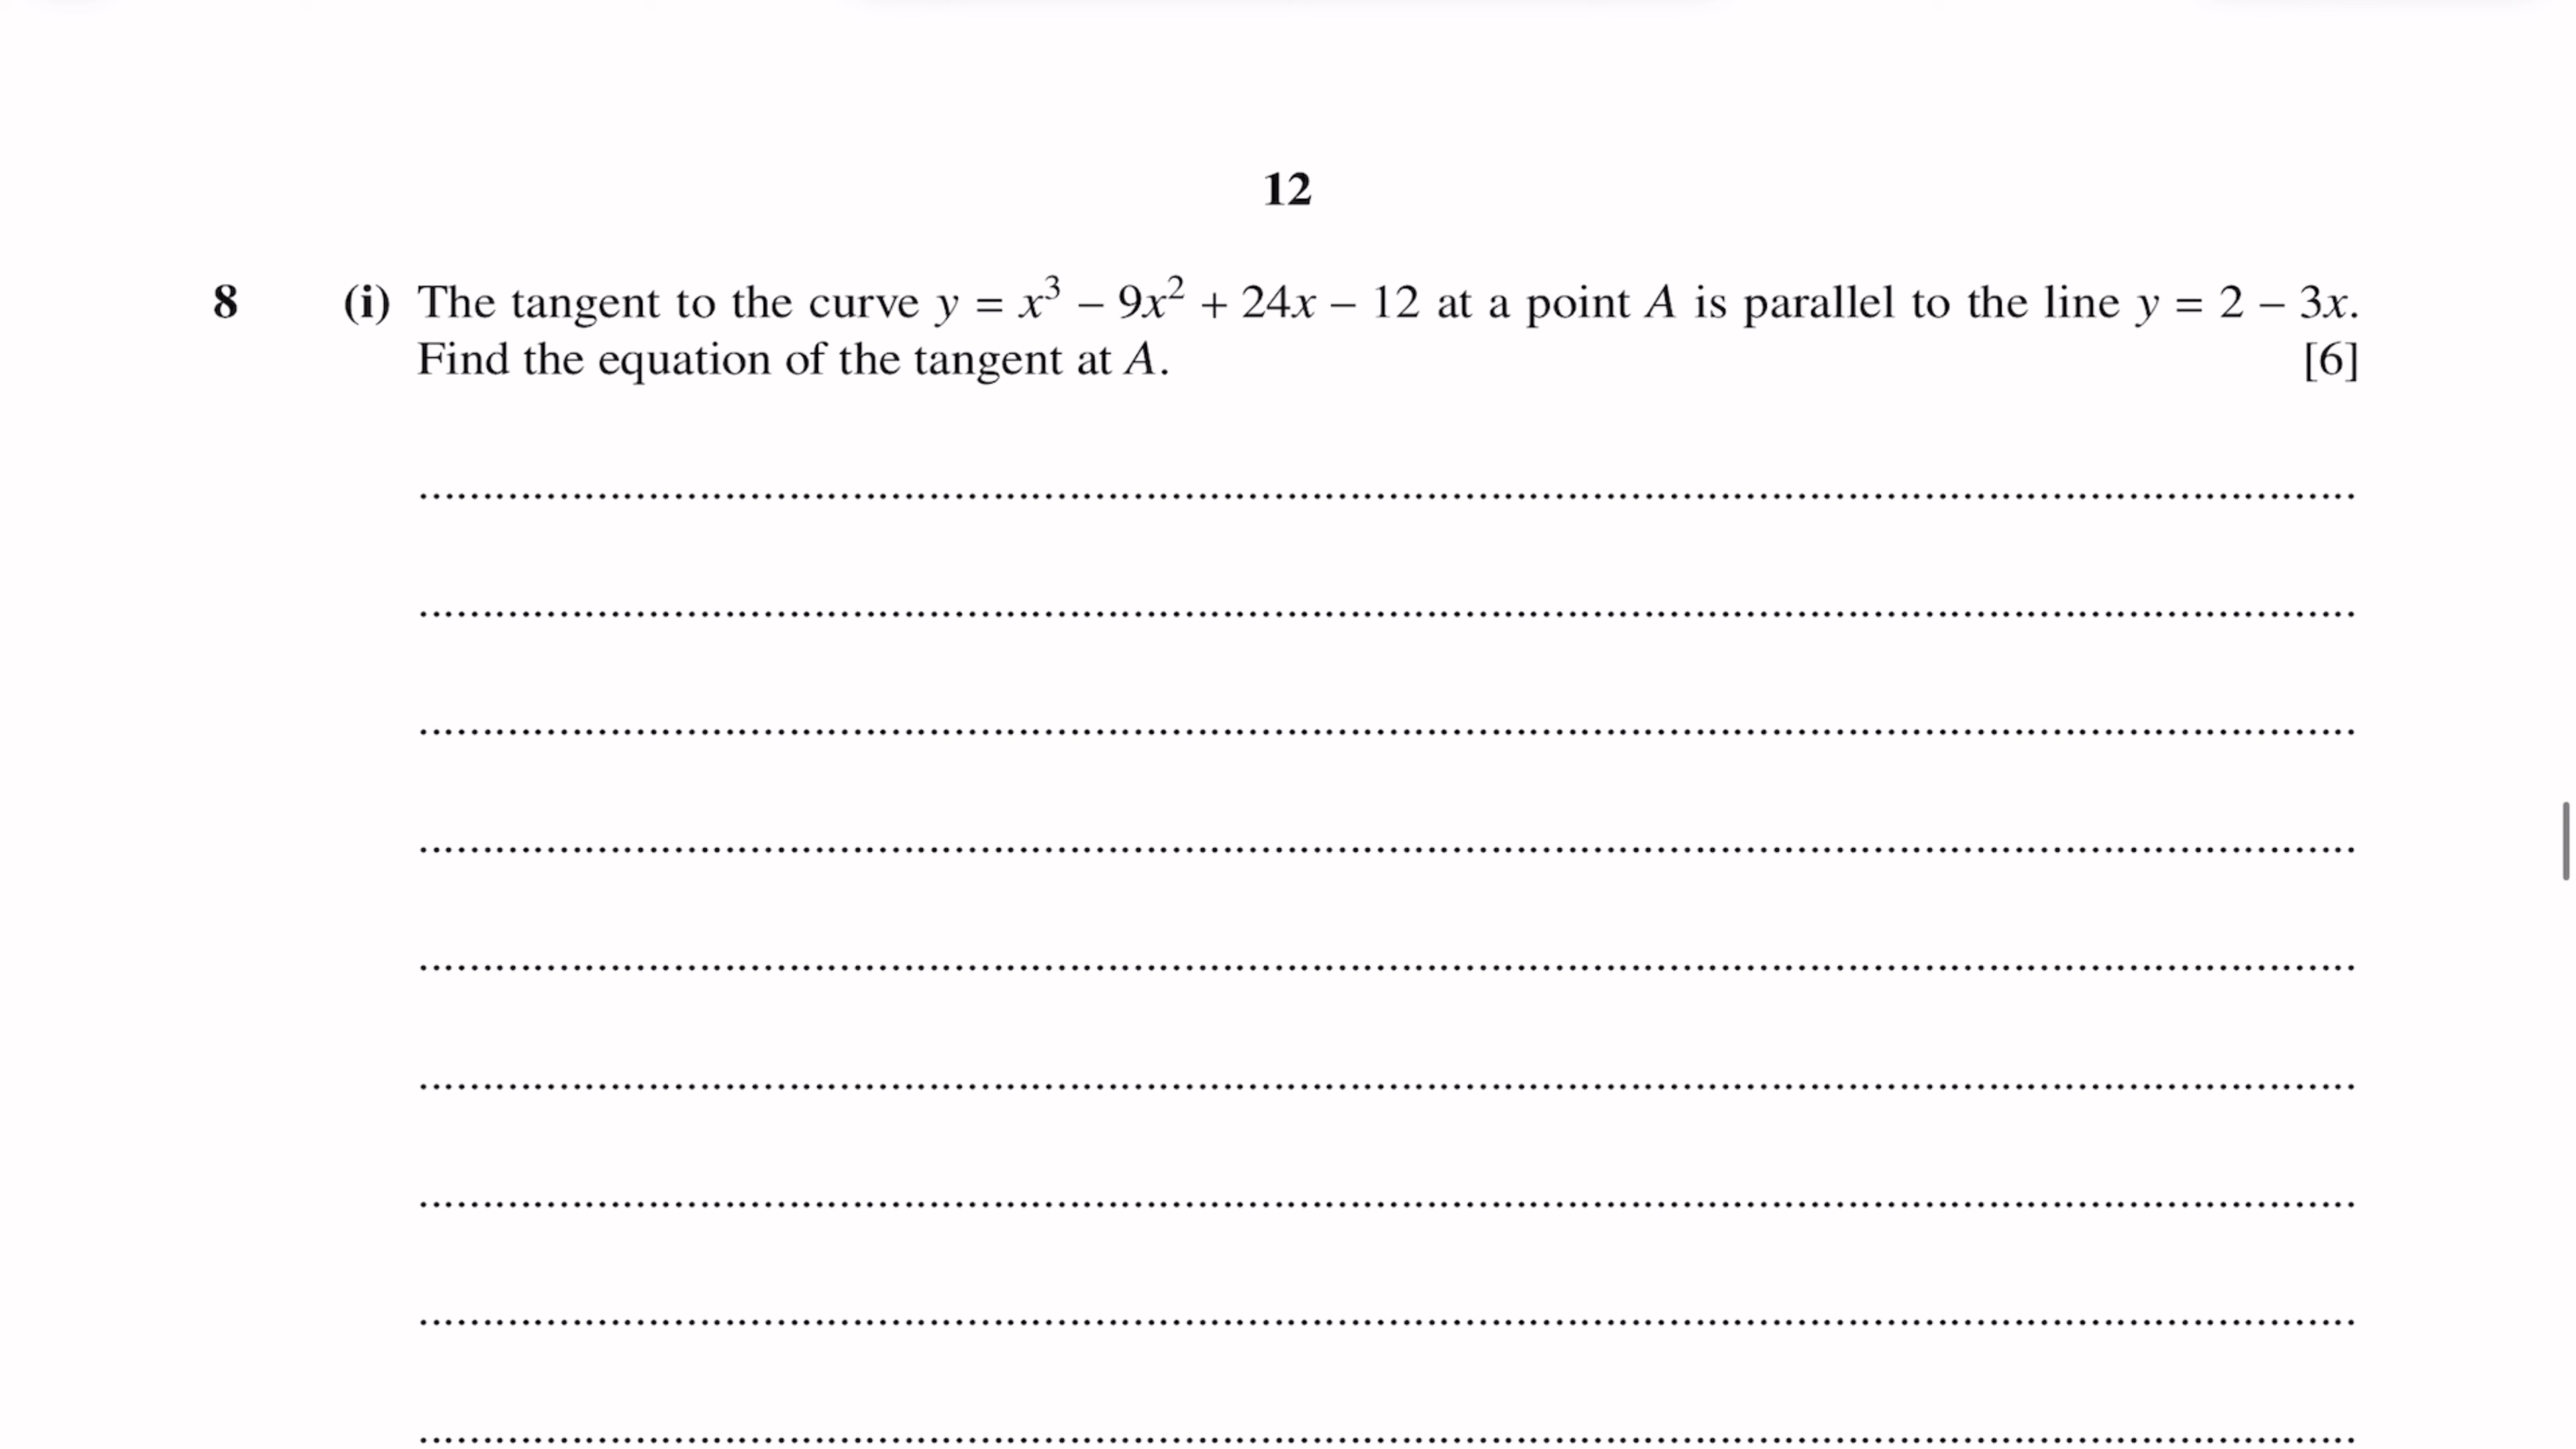 12
8 (i) The tangent to the curve y = x³ − 9x² + 24x − 12 at a point A is parallel to the line y = 2 − 3x.
Find the equation of the tangent at A. [6]